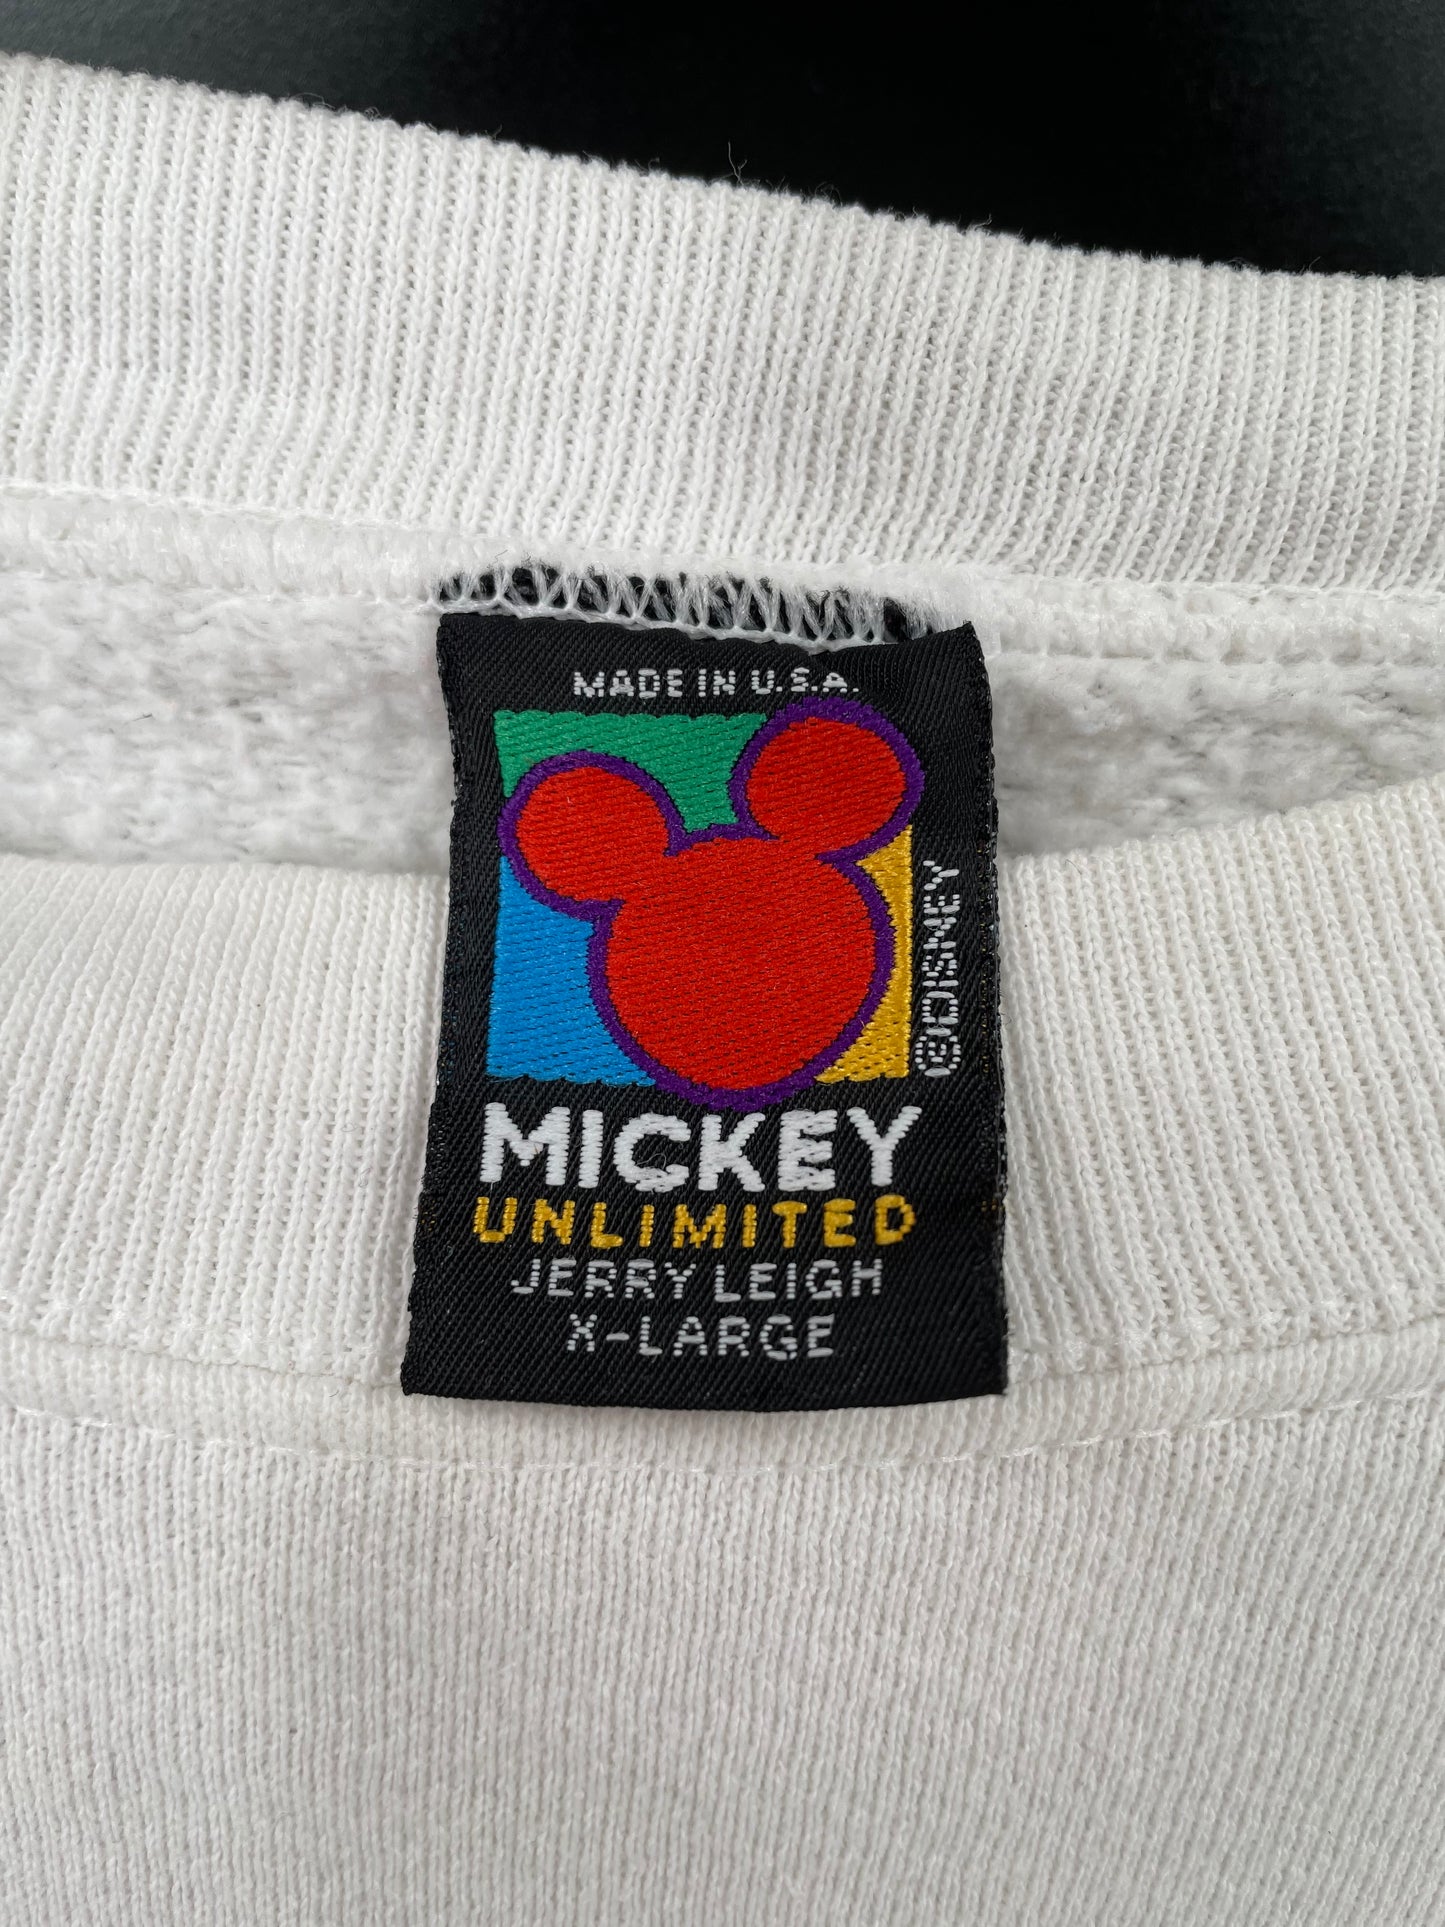 MADE IN U.S.A.
©DISNEY
MICKEY
UNLIMITED
JERRY LEIGH
X-LARGE